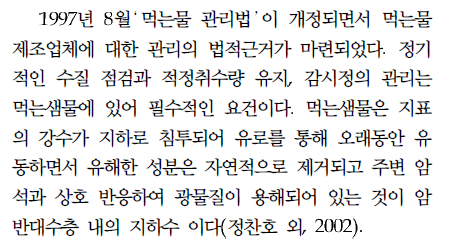 1997년 8월‘먹는물 관리법’이 개정되면서 먹는물
제조업체에 대한 관리의 법적근거가 마련되었다. 정기
적인 수질 점검과 적정취수량 유지, 감시정의 관리는
먹는샘물에 있어 필수적인 요건이다. 먹는샘물은 지표
의 강수가 지하로 침투되어 유로를 통해 오래동안 유
동하면서 유해한 성분은 자연적으로 제거되고 주변 암
석과 상호 반응하여 광물질이 용해되어 있는 것이 암
반대수층 내의 지하수 이다(정찬호 외, 2002).